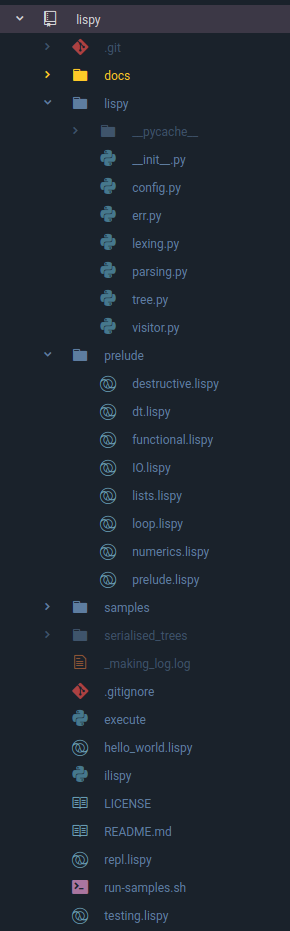 lispy
.git
docs
lispy
__pycache__
__init__.py
config.py
err.py
lexing.py
parsing.py
tree.py
visitor.py
prelude
destructive.lispy
dt.lispy
functional.lispy
IO.lispy
lists.lispy
loop.lispy
numerics.lispy
prelude.lispy
samples
serialised_trees
_making_log.log
.gitignore
execute
hello_world.lispy
ilispy
LICENSE
README.md
repl.lispy
run-samples.sh
testing.lispy